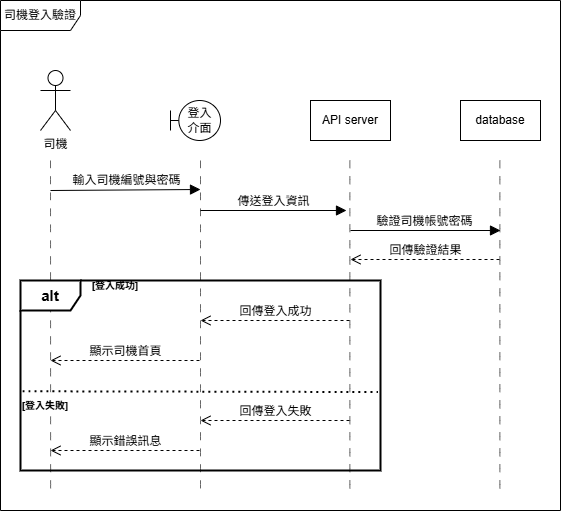 司機登入驗證
司機
登入
介面
API server
database
輸入司機編號與密碼
傳送登入資訊
驗證司機帳號密碼
回傳驗證結果
alt
[登入成功]
回傳登入成功
顯示司機首頁
[登入失敗]
回傳登入失敗
顯示錯誤訊息